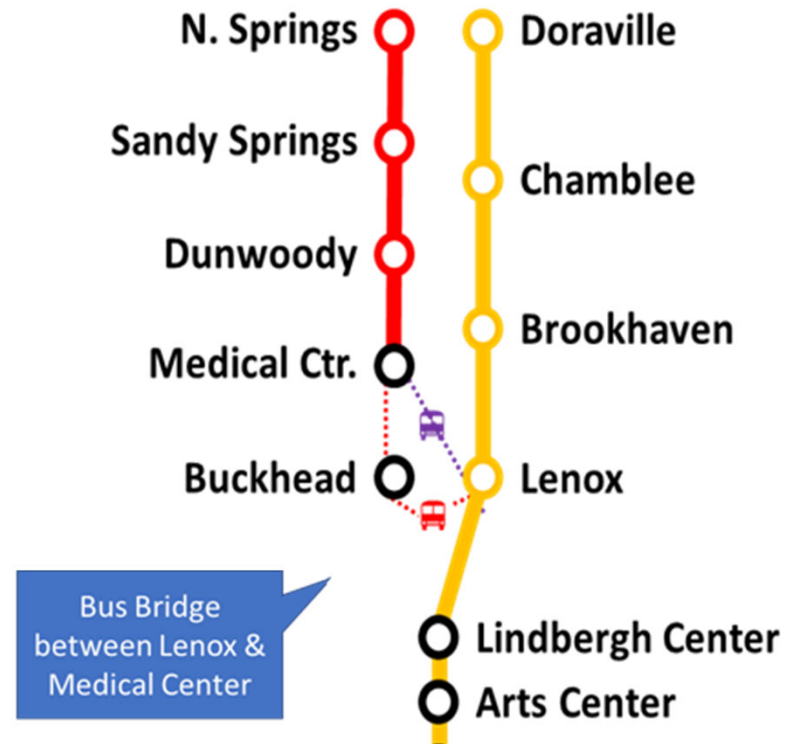 N. Springs
Doraville
Sandy Springs
Chamblee
Dunwoody
Brookhaven
Medical Ctr.
Buckhead
Lenox
Bus Bridge
between Lenox &
Medical Center
Lindbergh Center
Arts Center